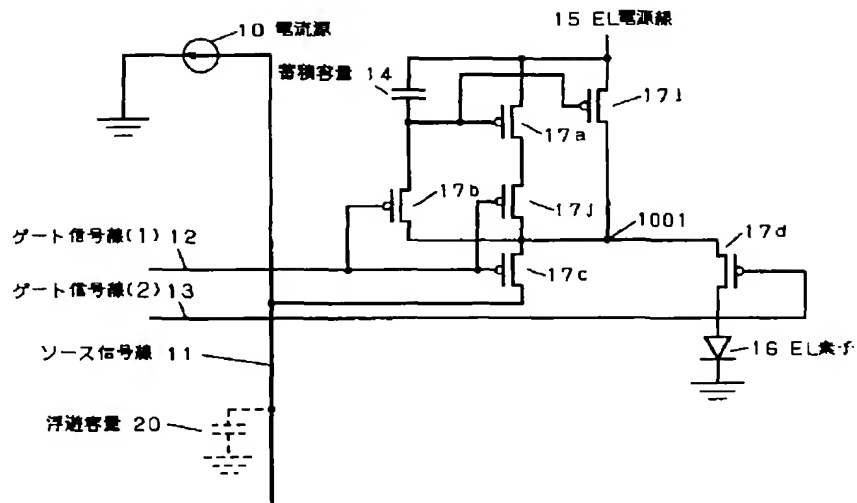 10 電流源
15 EL電源線
蓄積容量 14
17i
17a
17b
17j
1001
17d
ゲート信号線(1) 12
17c
ゲート信号線(2) 13
ソース信号線 11
16 EL素子
浮遊容量 20